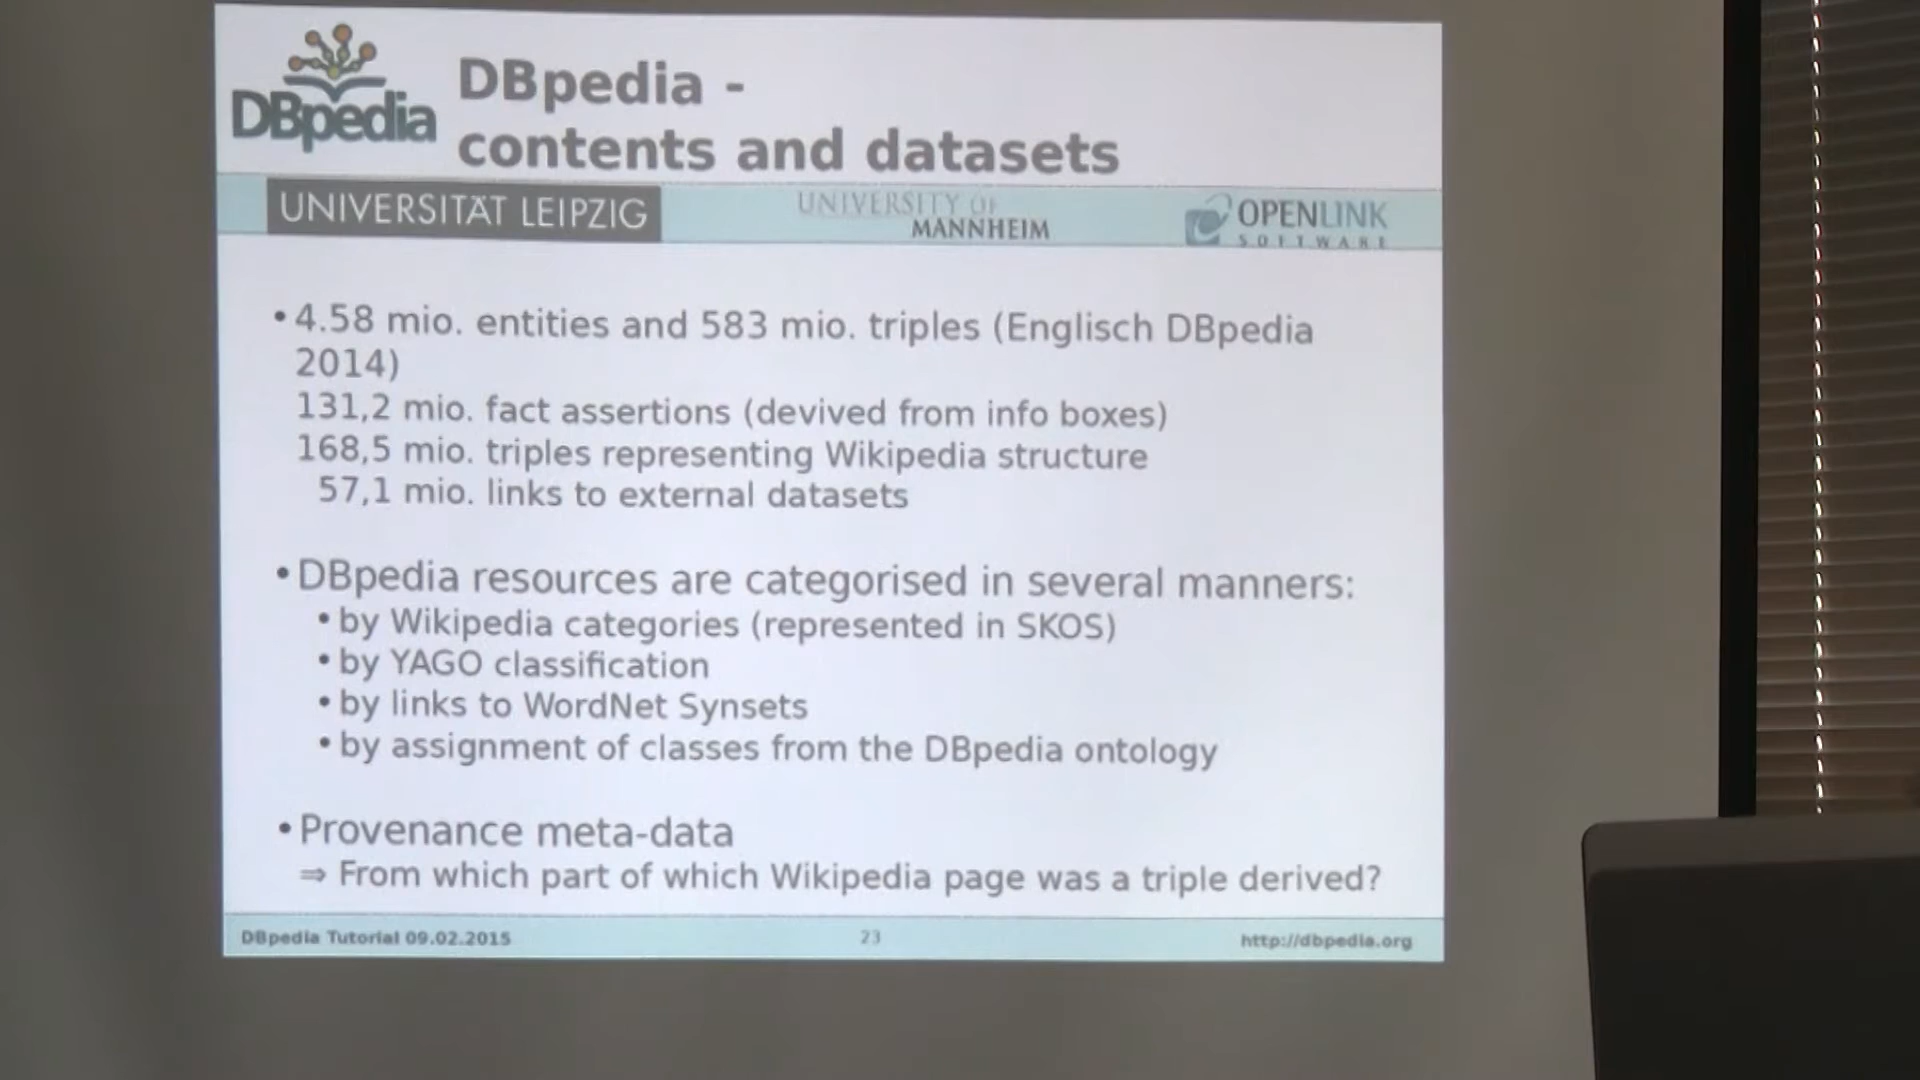 DBpedia
DBpedia -
contents and datasets
UNIVERSITÄT LEIPZIG
UNIVERSITY OF
MANNHEIM
OPENLINK
SOFTWARE
•4.58 mio. entities and 583 mio. triples (Englisch DBpedia
2014)
131,2 mio. fact assertions (devived from info boxes)
168,5 mio. triples representing Wikipedia structure
57,1 mio. links to external datasets
•DBpedia resources are categorised in several manners:
•by Wikipedia categories (represented in SKOS)
•by YAGO classification
•by links to WordNet Synsets
•by assignment of classes from the DBpedia ontology
•Provenance meta-data
⇒ From which part of which Wikipedia page was a triple derived?
DBpedia Tutorial 09.02.2015
23
http://dbpedia.org